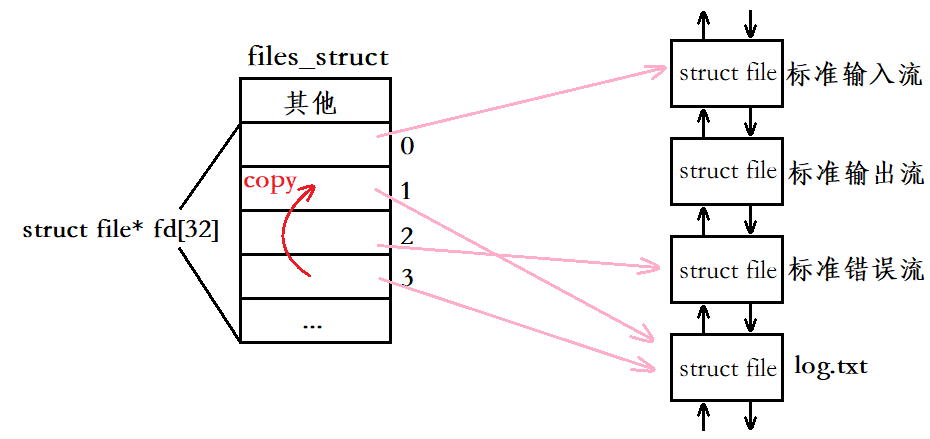 files_struct
其他
0
copy
1
struct file* fd[32]
2
3
...
struct file 标准输入流
struct file 标准输出流
struct file 标准错误流
struct file log.txt